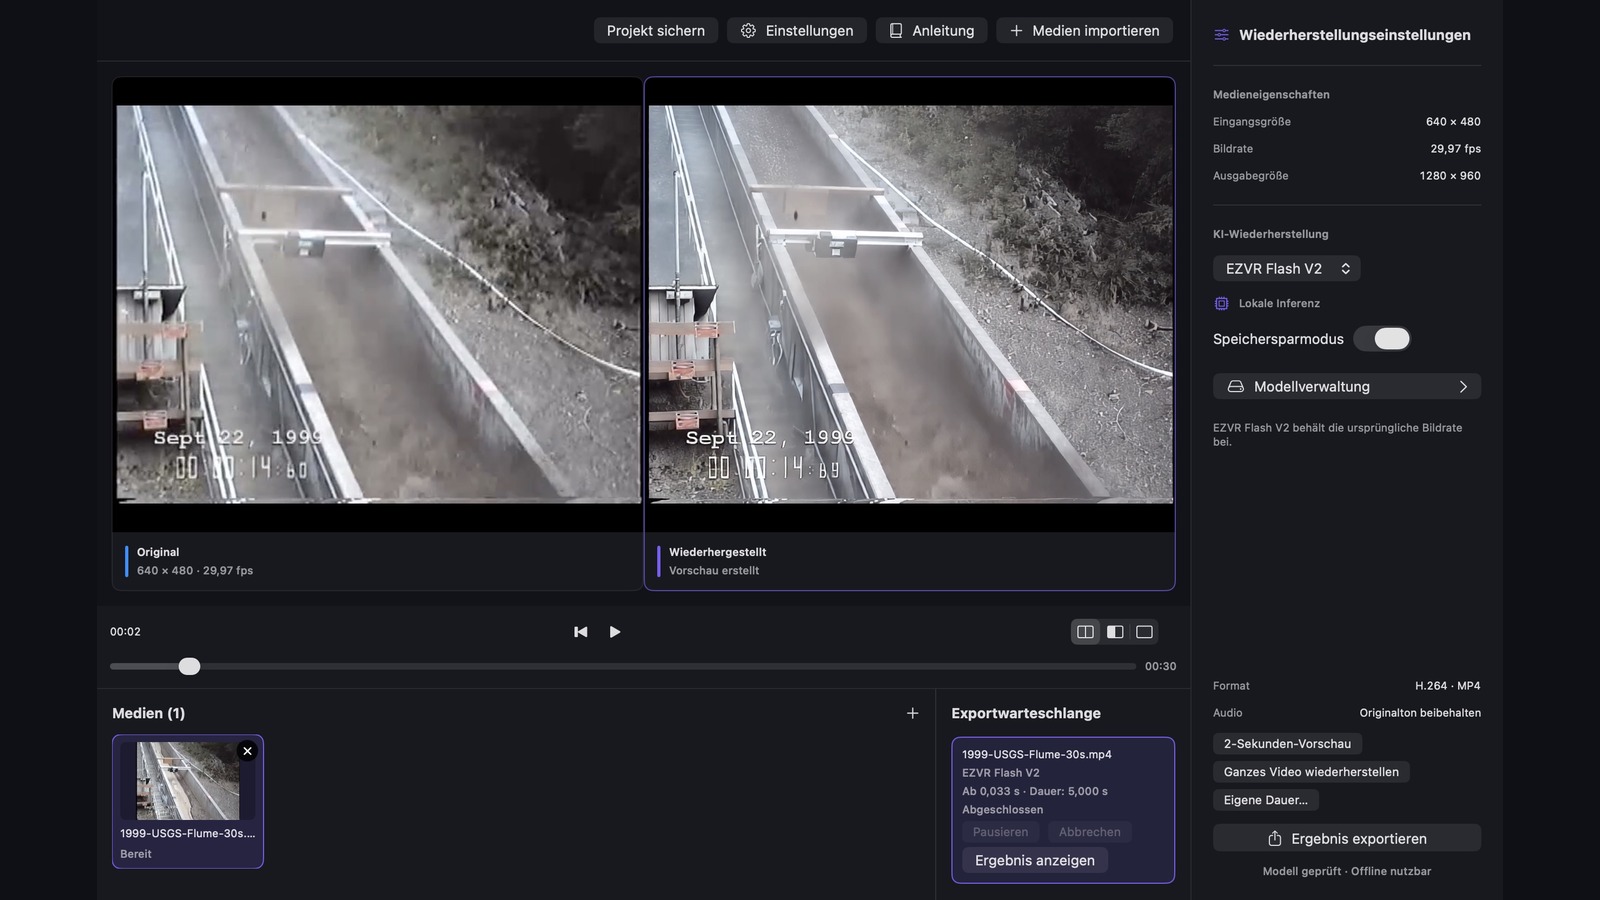 Projekt sichern
Einstellungen
Anleitung
Medien importieren
Sept 22, 1999
Sept 22, 1999
Original
640 × 480 · 29,97 fps
Wiederhergestellt
Vorschau erstellt
00:02
00:30
Medien (1)
1999-USGS-Flume-30s....
Bereit
Exportwarteschlange
1999-USGS-Flume-30s.mp4
EZVR Flash V2
Ab 0,033 s · Dauer: 5,000 s
Abgeschlossen
Pausieren
Abbrechen
Ergebnis anzeigen
Wiederherstellungseinstellungen
Medieneigenschaften
Eingangsgröße 640 × 480
Bildrate 29,97 fps
Ausgabegröße 1280 × 960
KI-Wiederherstellung
EZVR Flash V2
Lokale Inferenz
Speichersparmodus
Modellverwaltung
EZVR Flash V2 behält die ursprüngliche Bildrate
bei.
Format H.264 · MP4
Audio Originalton beibehalten
2-Sekunden-Vorschau
Ganzes Video wiederherstellen
Eigene Dauer...
Ergebnis exportieren
Modell geprüft · Offline nutzbar